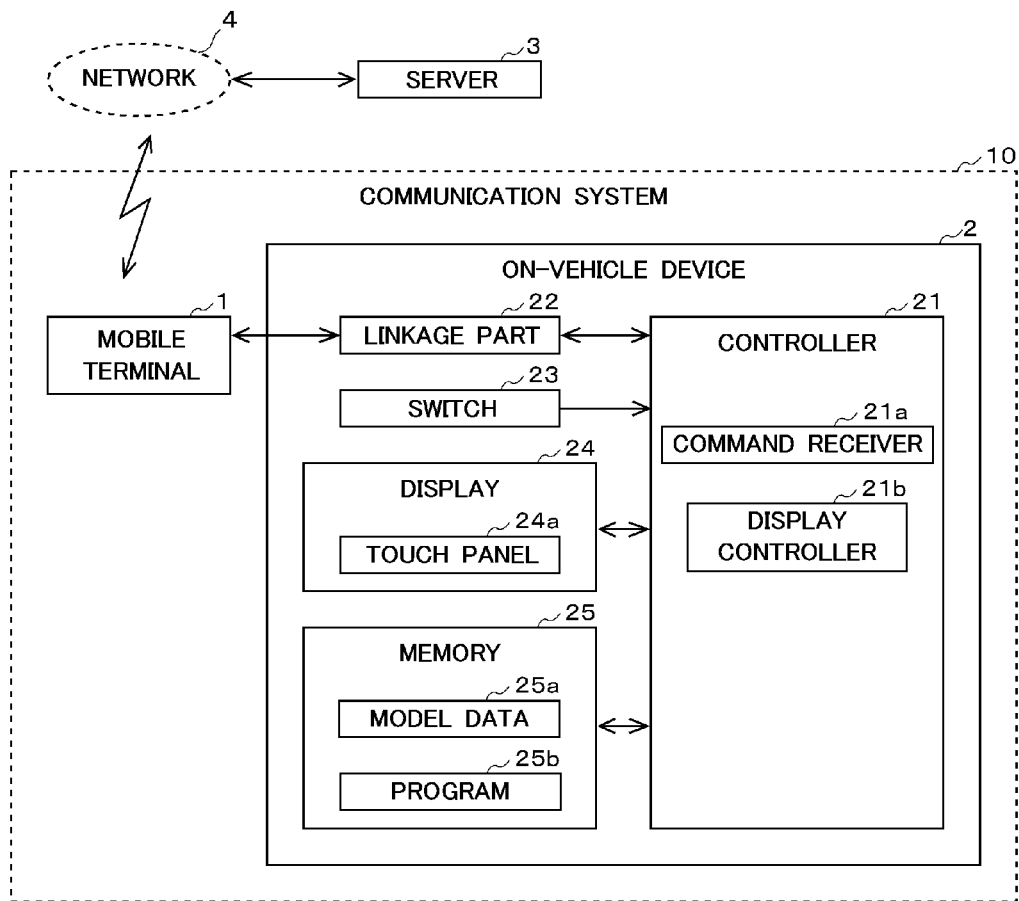 4
NETWORK
3
SERVER
10
COMMUNICATION SYSTEM
2
ON-VEHICLE DEVICE
1
MOBILE
TERMINAL
22
LINKAGE PART
23
SWITCH
24
DISPLAY
24a
TOUCH PANEL
25
MEMORY
25a
MODEL DATA
25b
PROGRAM
21
CONTROLLER
21a
COMMAND RECEIVER
21b
DISPLAY
CONTROLLER